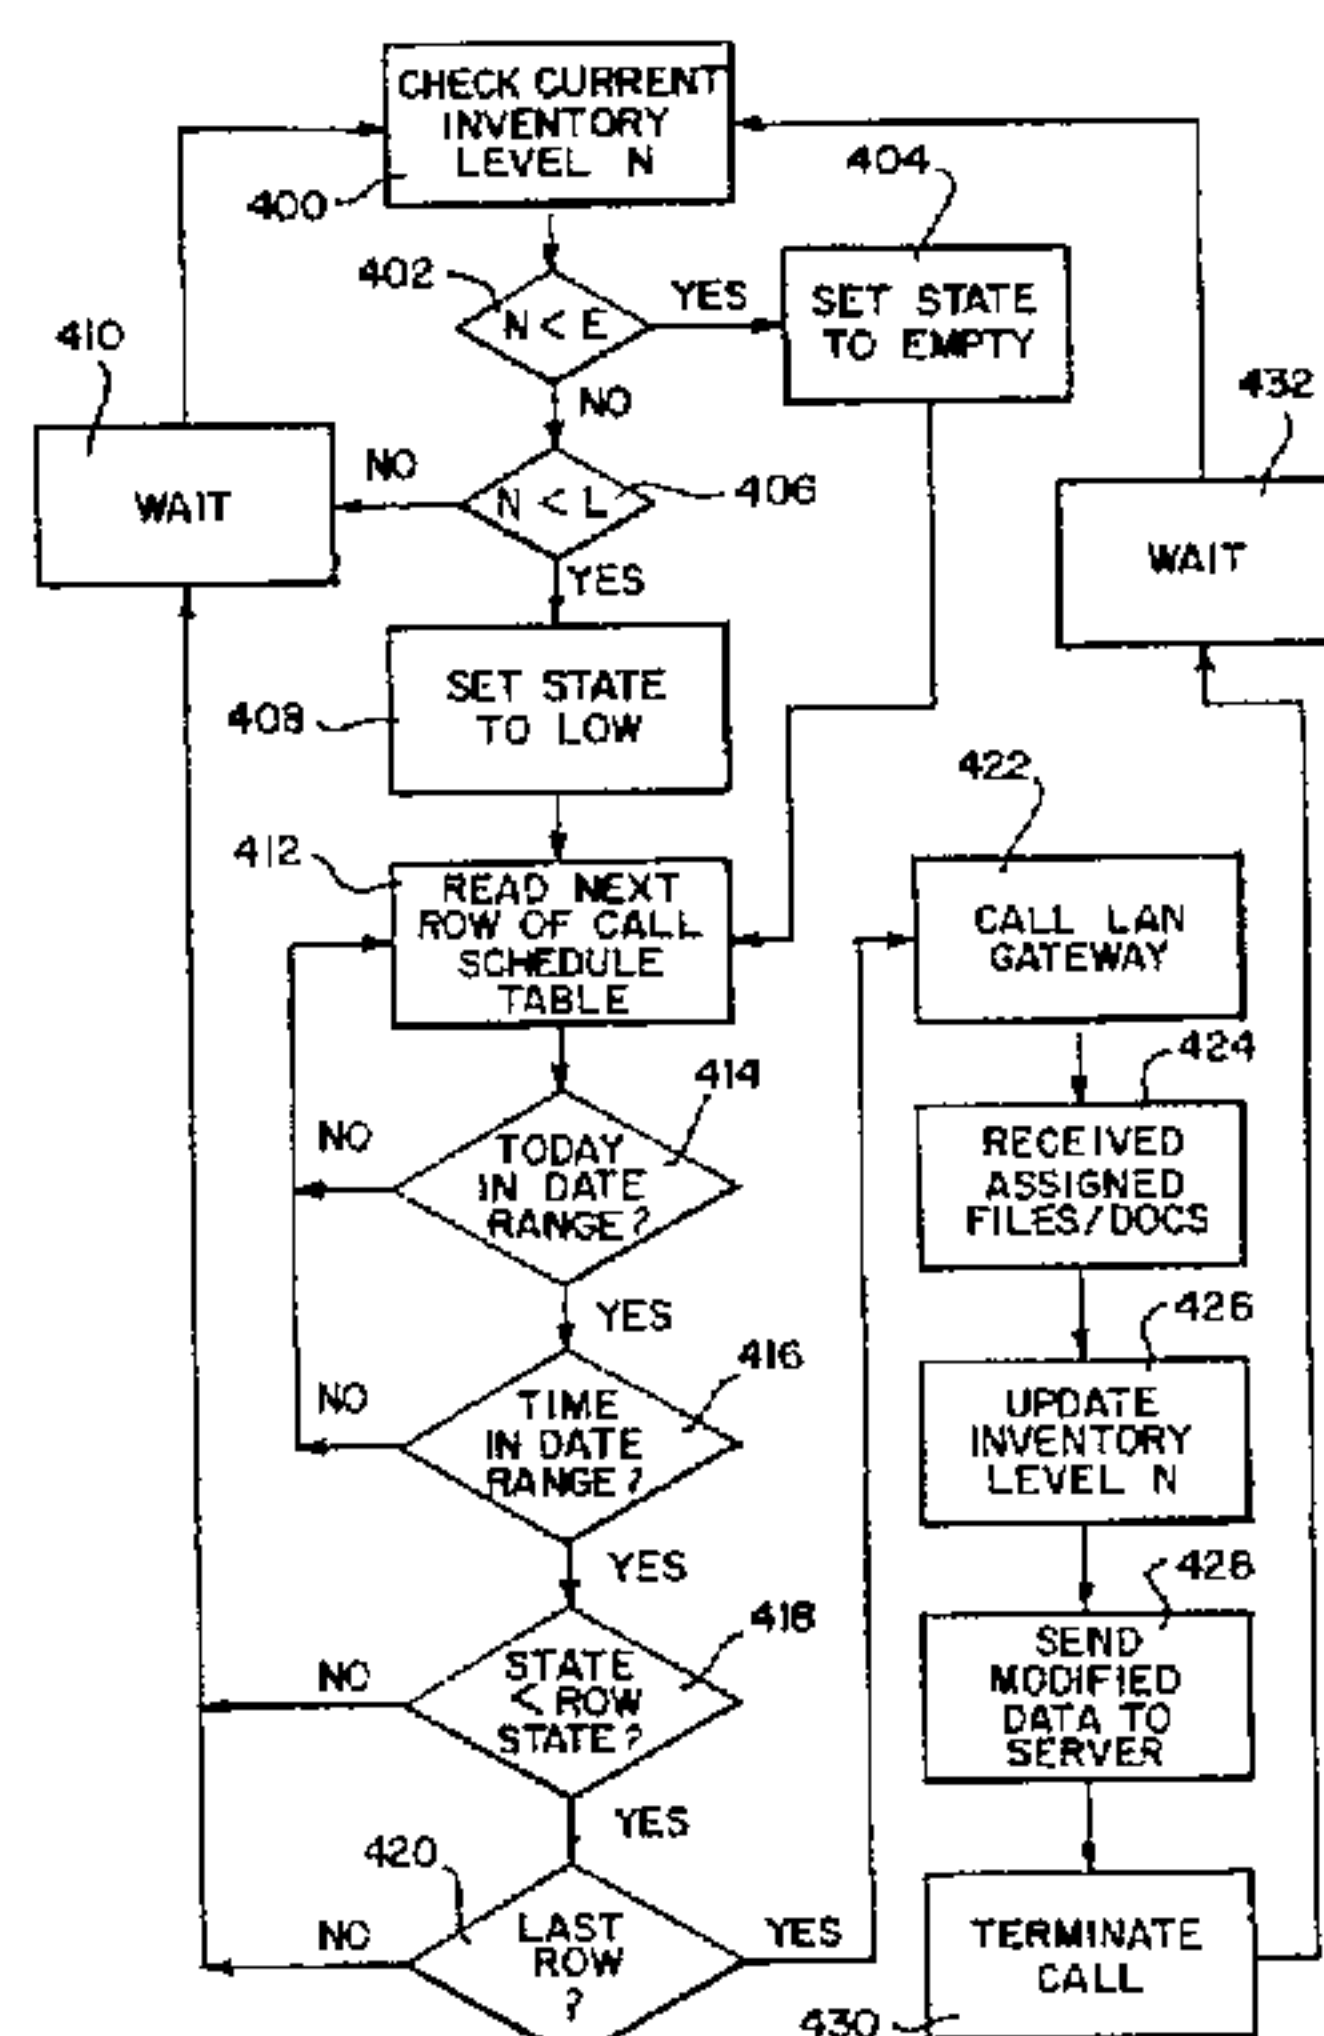 CHECK CURRENT
INVENTORY
LEVEL N
400
404
402
N < E
YES
SET STATE
TO EMPTY
410
NO
432
WAIT
NO
N < L
406
WAIT
YES
SET STATE
TO LOW
408
422
412
READ NEXT
ROW OF CALL
SCHEDULE
TABLE
CALL LAN
GATEWAY
424
414
NO
TODAY
IN DATE
RANGE?
RECEIVED
ASSIGNED
FILES/DOCS
YES
426
416
NO
TIME
IN DATE
RANGE?
UPDATE
INVENTORY
LEVEL N
YES
428
418
NO
STATE
< ROW
STATE?
SEND
MODIFIED
DATA TO
SERVER
YES
420
NO
LAST
ROW
?
YES
TERMINATE
CALL
430